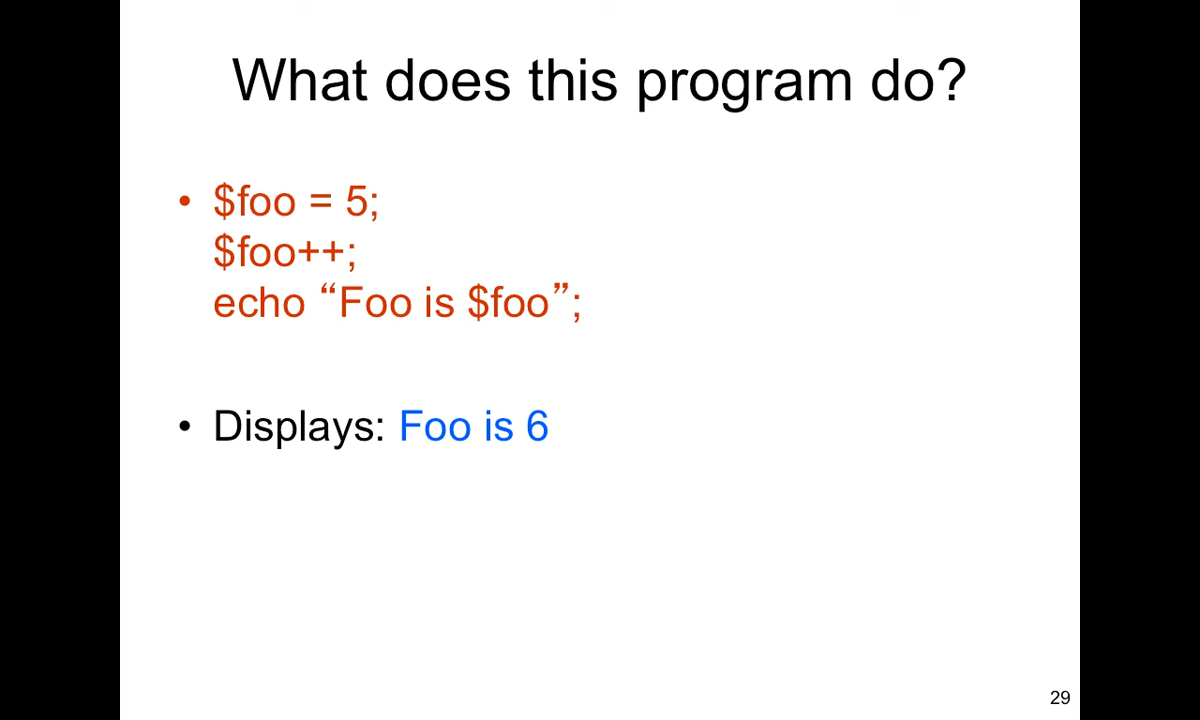 What does this program do?
• $foo = 5;
$foo++;
echo “Foo is $foo”;
• Displays: Foo is 6
29